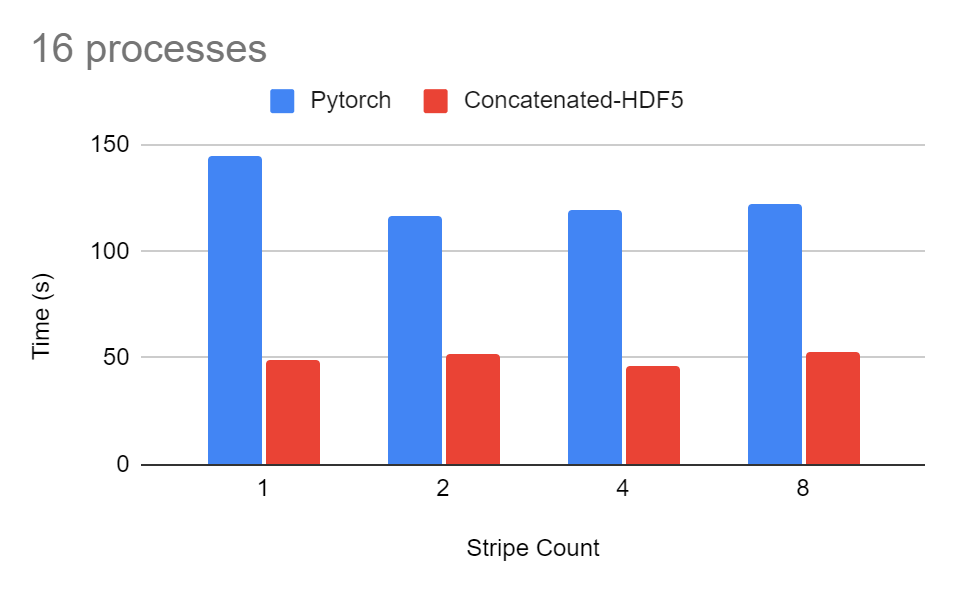 16 processes
Pytorch Concatenated-HDF5
150
100
50
0
Time (s)
1 2 4 8
Stripe Count